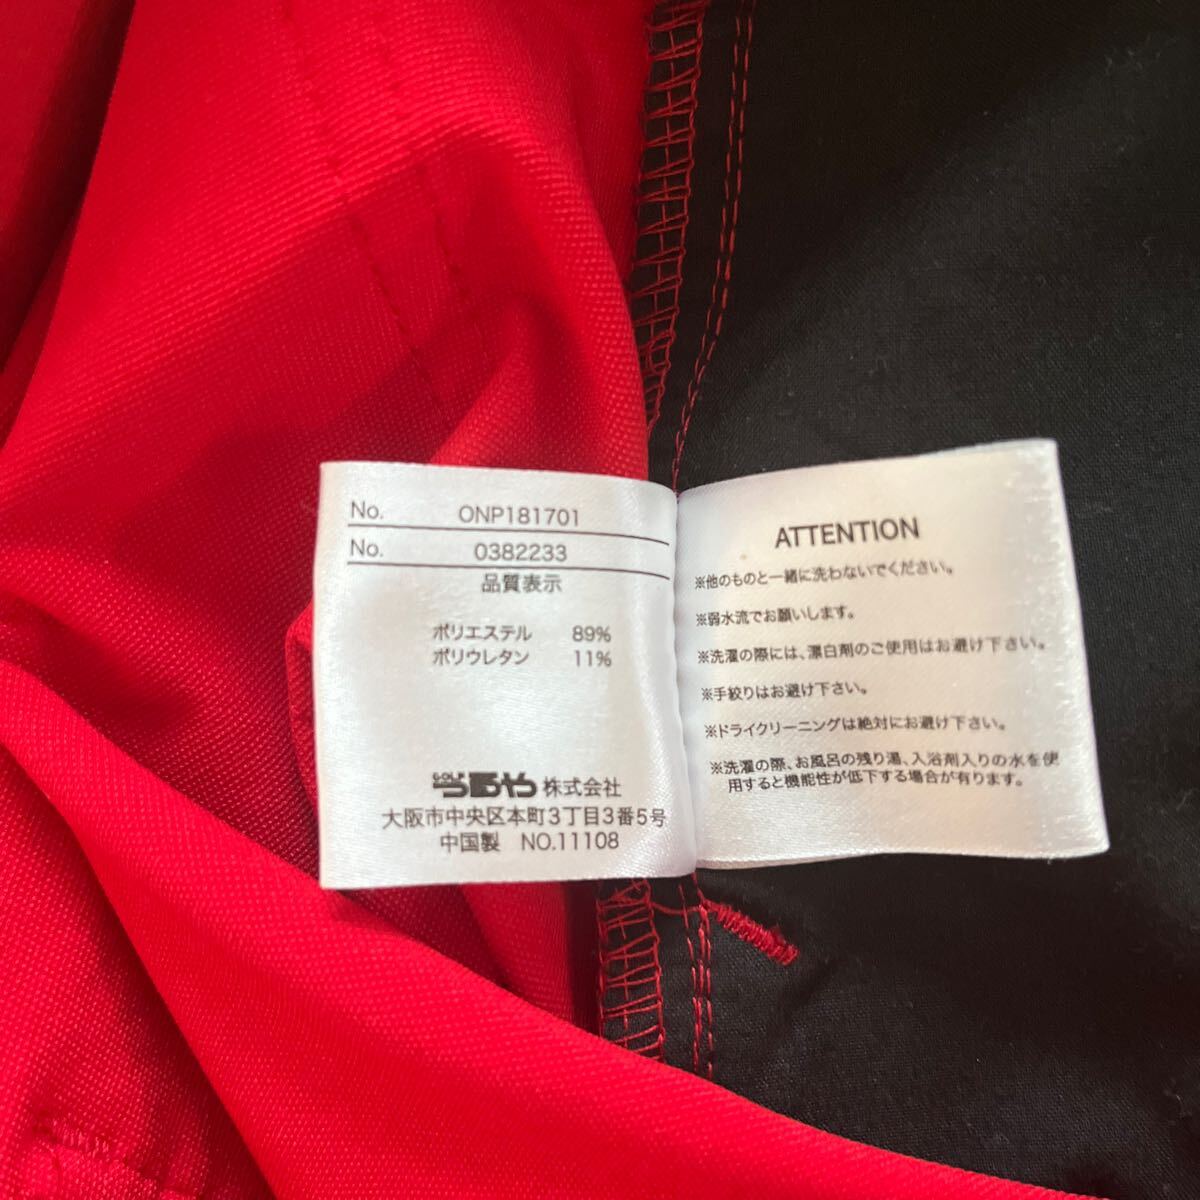 No. ONP181701
No. 0382233
品質表示
ポリエステル 89%
ポリウレタン 11%
GOLF
つるや株式会社
大阪市中央区本町3丁目3番5号
中国製 NO.11108
ATTENTION
※他のものと一緒に洗わないでください。
※弱水流でお願いします。
※洗濯の際には、漂白剤のご使用はお避け下さい。
※手絞りはお避け下さい。
※ドライクリーニングは絶対にお避け下さい。
※洗濯の際、お風呂の残り湯、入浴剤入りの水を使
用すると機能性が低下する場合が有ります。